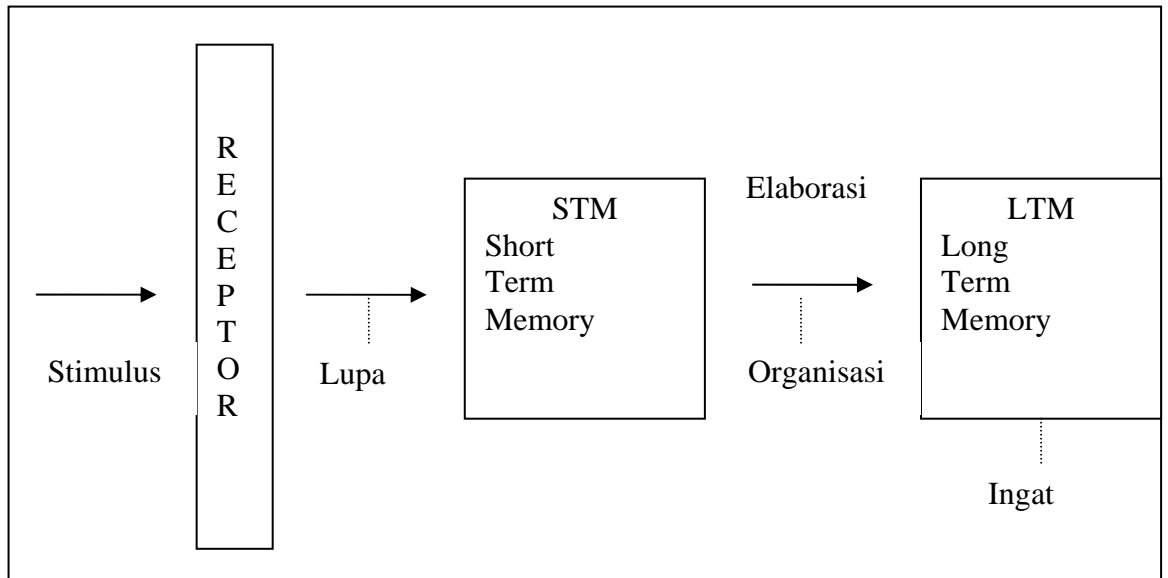 Stimulus
R
E
C
E
P
T
O
R
Lupa
STM
Short
Term
Memory
Elaborasi
Organisasi
LTM
Long
Term
Memory
Ingat